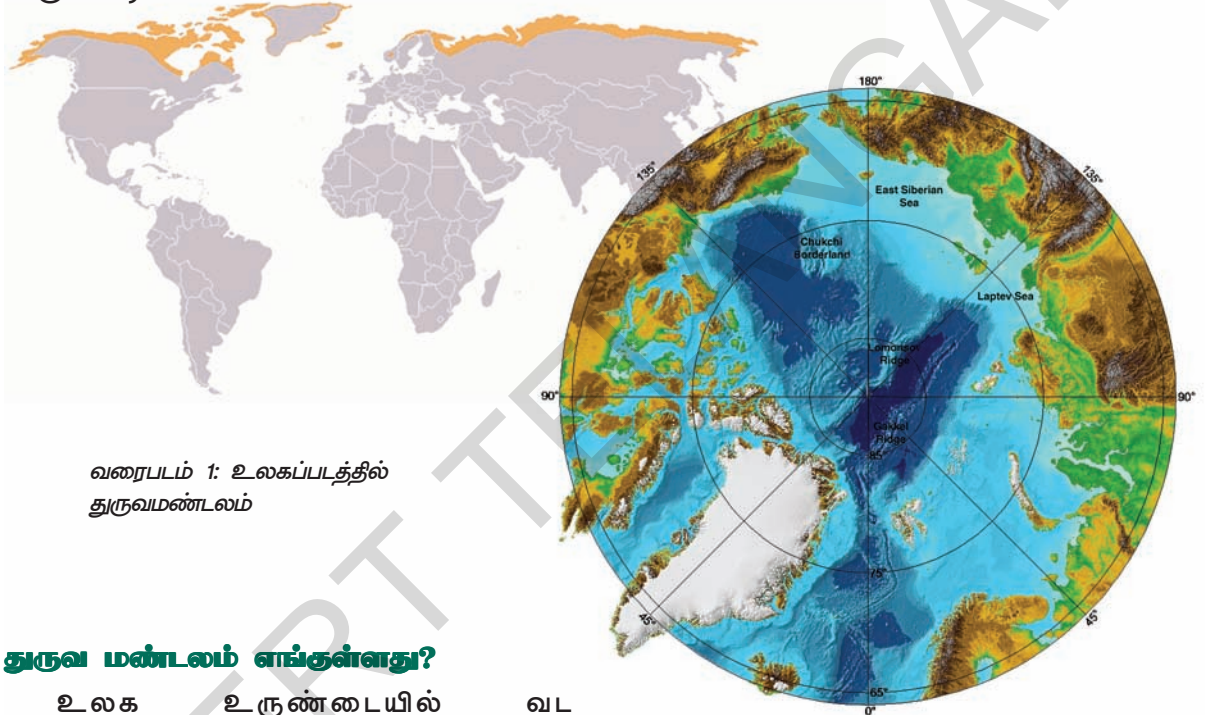 180°
135°
135°
East Siberian
Sea
Chukchi
Borderland
Laptev Sea
Lomonsov
Ridge
90°
90°
Gakkel
Ridge
85°
வரைபடம் 1: உலகப்படத்தில்
துருவமண்டலம்
75°
45°
45°
துருவ மண்டலம் எங்குள்ளது?
65°
உலக உருண்டையில் வட
0°